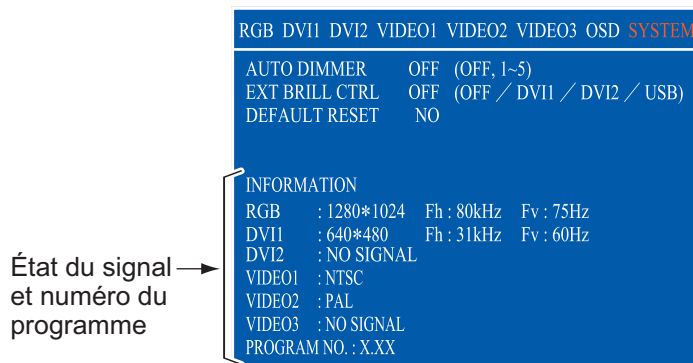 RGB DVI1 DVI2 VIDEO1 VIDEO2 VIDEO3 OSD SYSTEM
AUTO DIMMER OFF (OFF, 1~5)
EXT BRILL CTRL OFF (OFF / DVI1 / DVI2 / USB)
DEFAULT RESET NO
INFORMATION
RGB : 1280*1024 Fh : 80kHz Fv : 75Hz
DVI1 : 640*480 Fh : 31kHz Fv : 60Hz
DVI2 : NO SIGNAL
VIDEO1 : NTSC
VIDEO2 : PAL
VIDEO3 : NO SIGNAL
PROGRAM NO. : X.XX
État du signal
et numéro du
programme